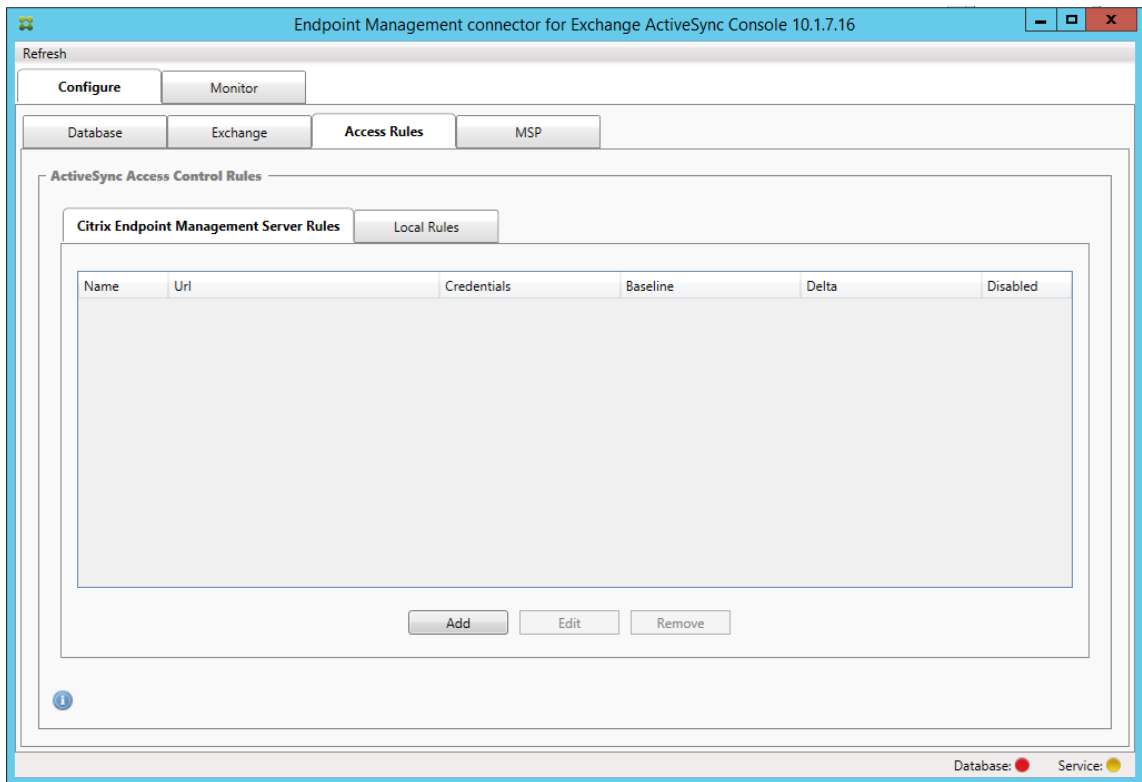 Endpoint Management connector for Exchange ActiveSync Console 10.1.7.16
Refresh
Configure Monitor
Database Exchange Access Rules MSP
ActiveSync Access Control Rules
Citrix Endpoint Management Server Rules Local Rules
Name Url Credentials Baseline Delta Disabled
Add Edit Remove
Database: Service: